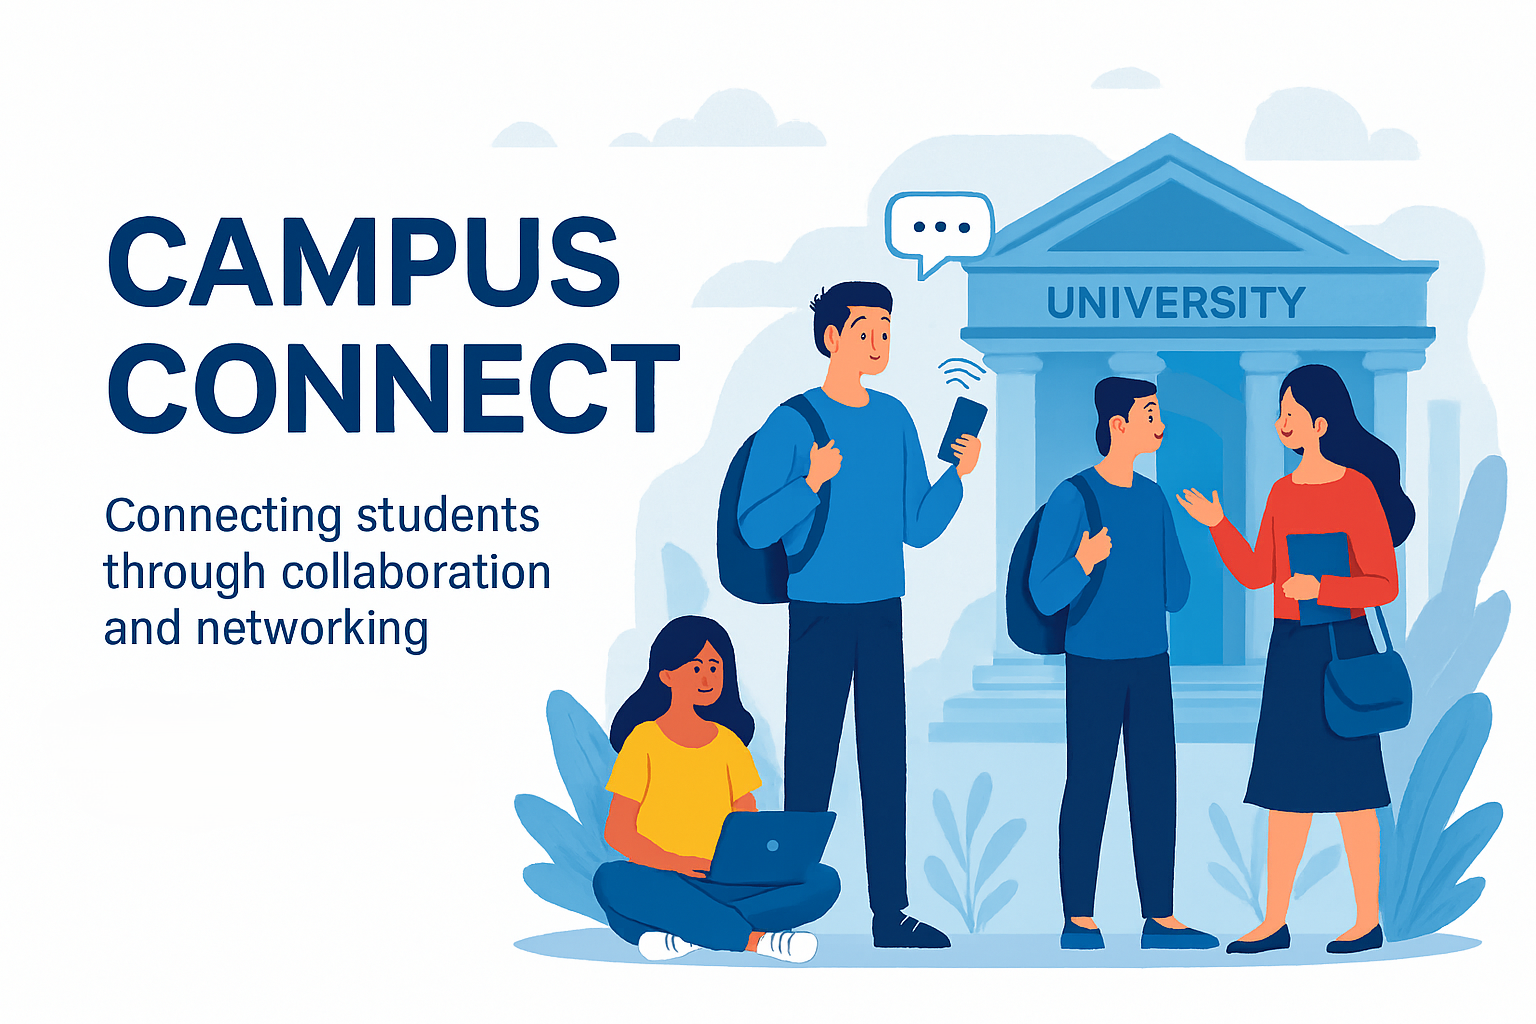 CAMPUS
CONNECT
Connecting students
through collaboration
and networking
UNIVERSITY